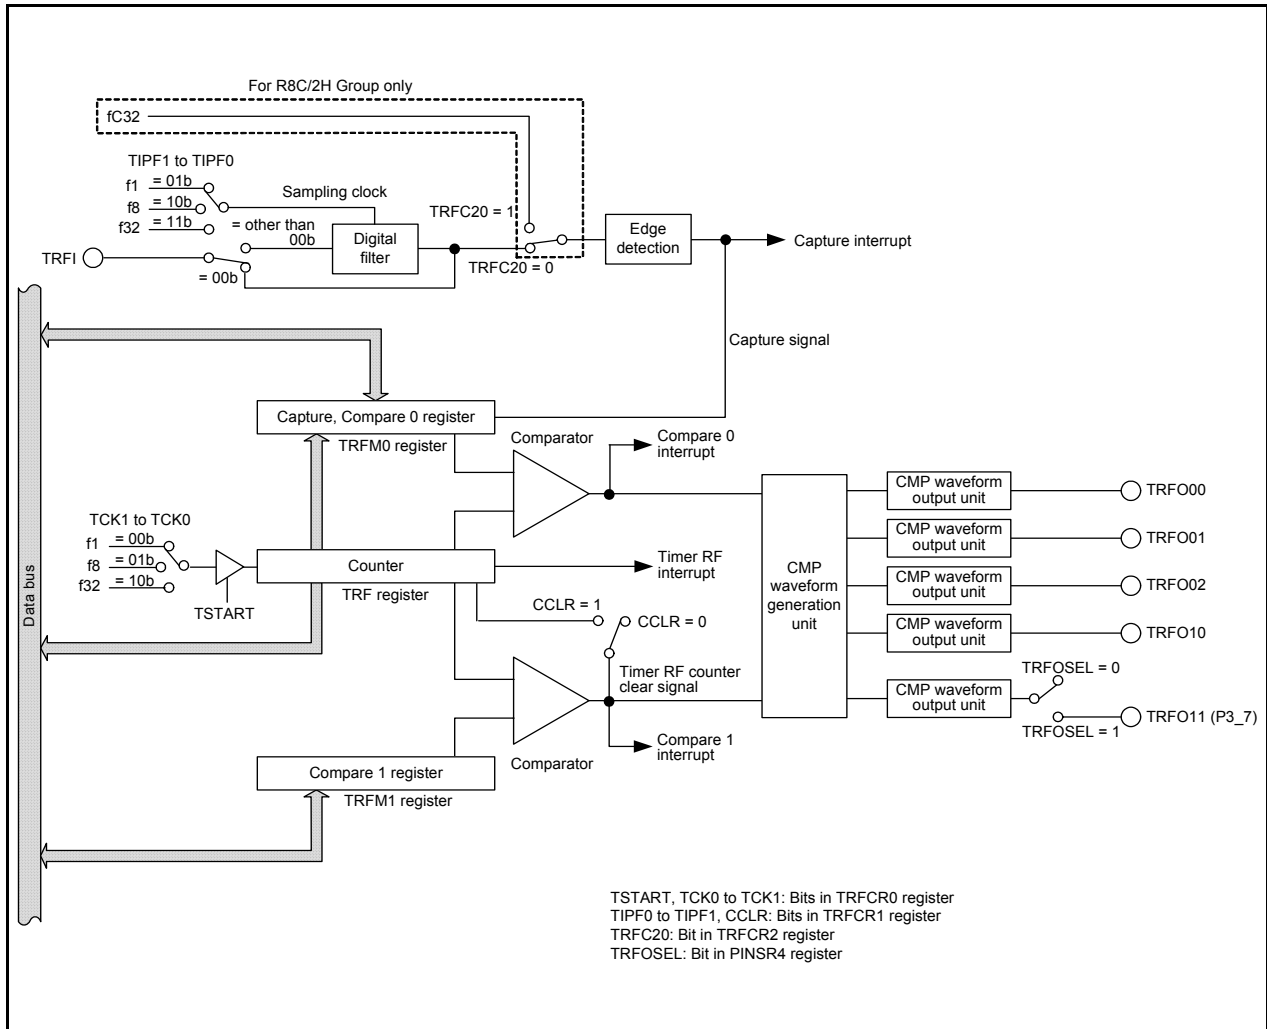 For R8C/2H Group only
fC32
TIPF1 to TIPF0
f1 = 01b
f8 = 10b
f32 = 11b
Sampling clock
= other than
00b
= 00b
TRFI
Digital
filter
TRFC20 = 1
TRFC20 = 0
Edge
detection
Capture interrupt
Capture signal
Data bus
Capture, Compare 0 register
TRFM0 register
Comparator
Compare 0
interrupt
TCK1 to TCK0
f1 = 00b
f8 = 01b
f32 = 10b
TSTART
Counter
TRF register
Timer RF
interrupt
CCLR = 1
CCLR = 0
Timer RF counter
clear signal
Compare 1
interrupt
Comparator
Compare 1 register
TRFM1 register
CMP
waveform
generation
unit
CMP waveform
output unit
TRFO00
CMP waveform
output unit
TRFO01
CMP waveform
output unit
TRFO02
CMP waveform
output unit
TRFO10
CMP waveform
output unit
TRFOSEL = 0
TRFOSEL = 1
TRFO11 (P3_7)
TSTART, TCK0 to TCK1: Bits in TRFCR0 register
TIPF0 to TIPF1, CCLR: Bits in TRFCR1 register
TRFC20: Bit in TRFCR2 register
TRFOSEL: Bit in PINSR4 register